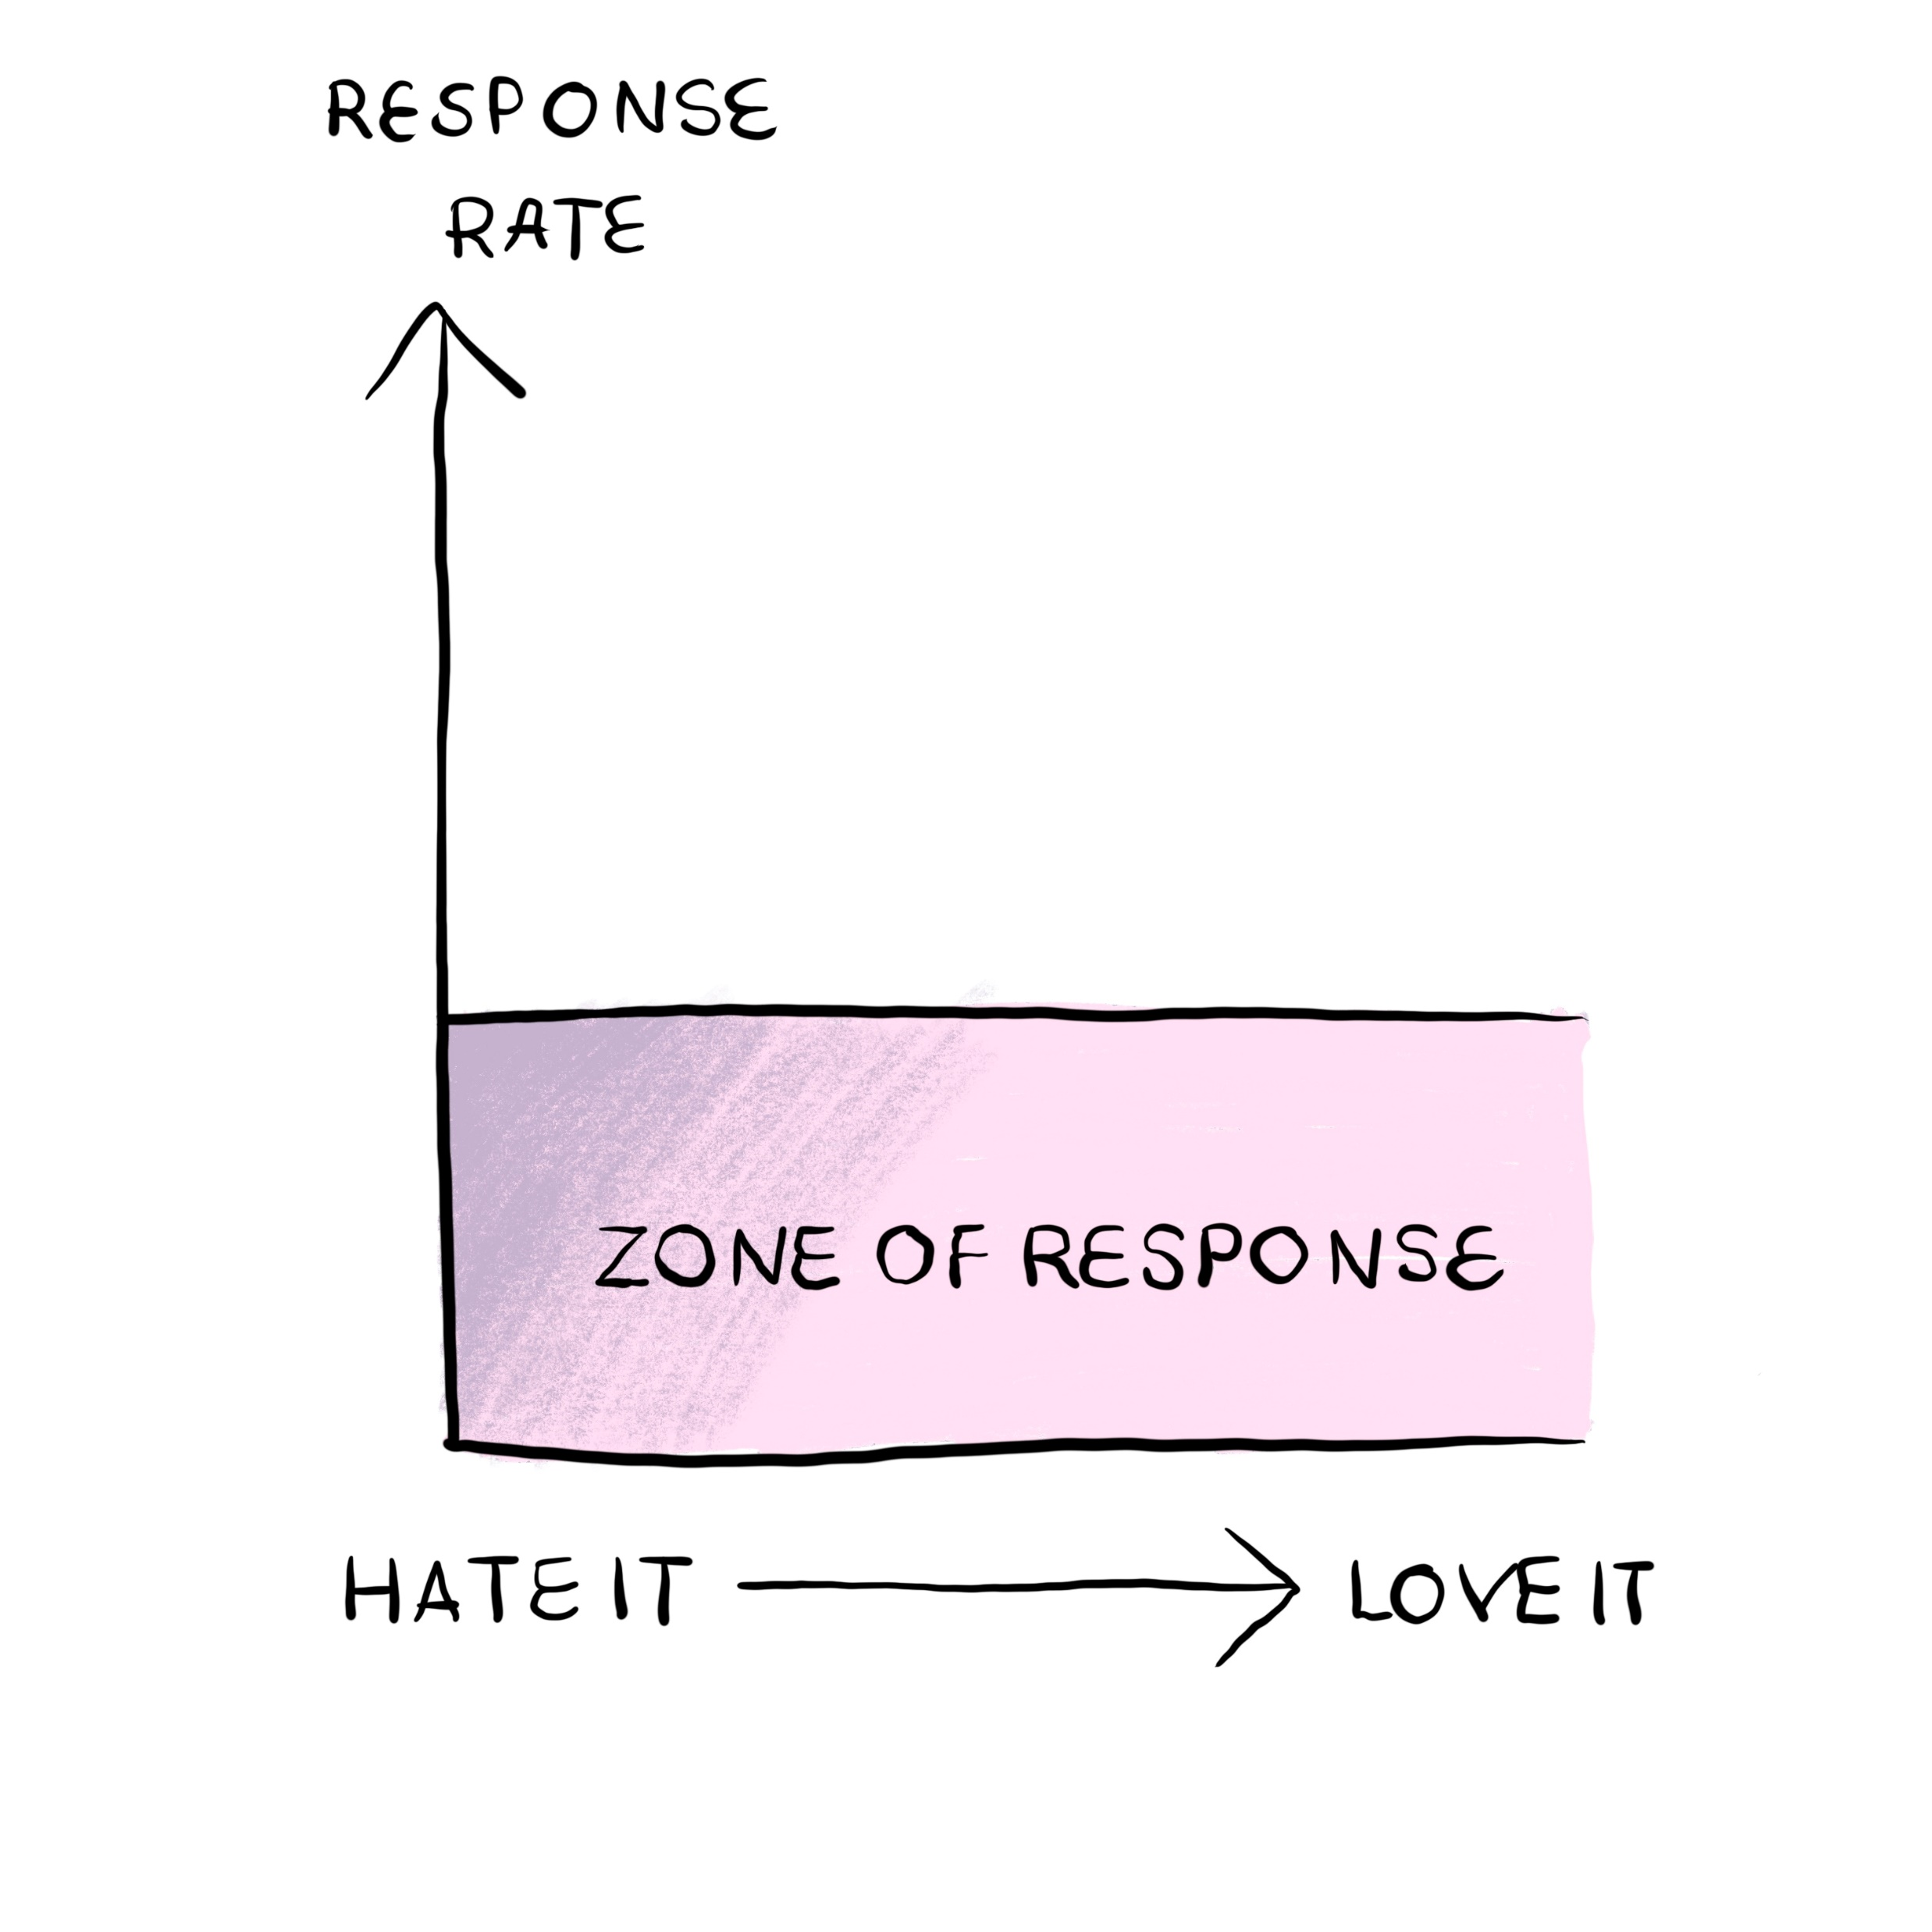 RESPONSE
RATE
ZONE OF RESPONSE
HATE IT LOVE IT